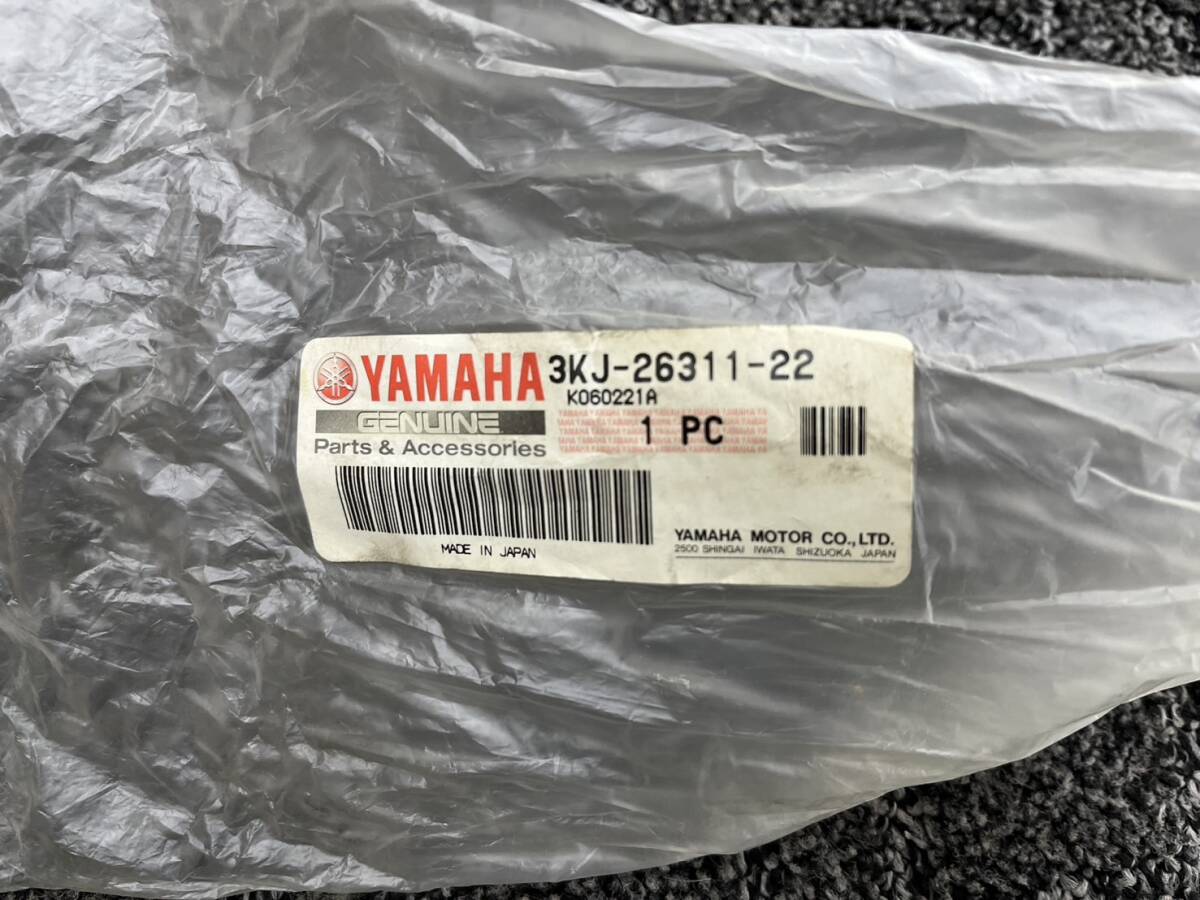 YAMAHA 3KJ-26311-22
K060221A
GENUINE
1 PC
Parts & Accessories
MADE IN JAPAN
YAMAHA MOTOR CO.,LTD.
2500 SHINGAI IWATA SHIZUOKA JAPAN